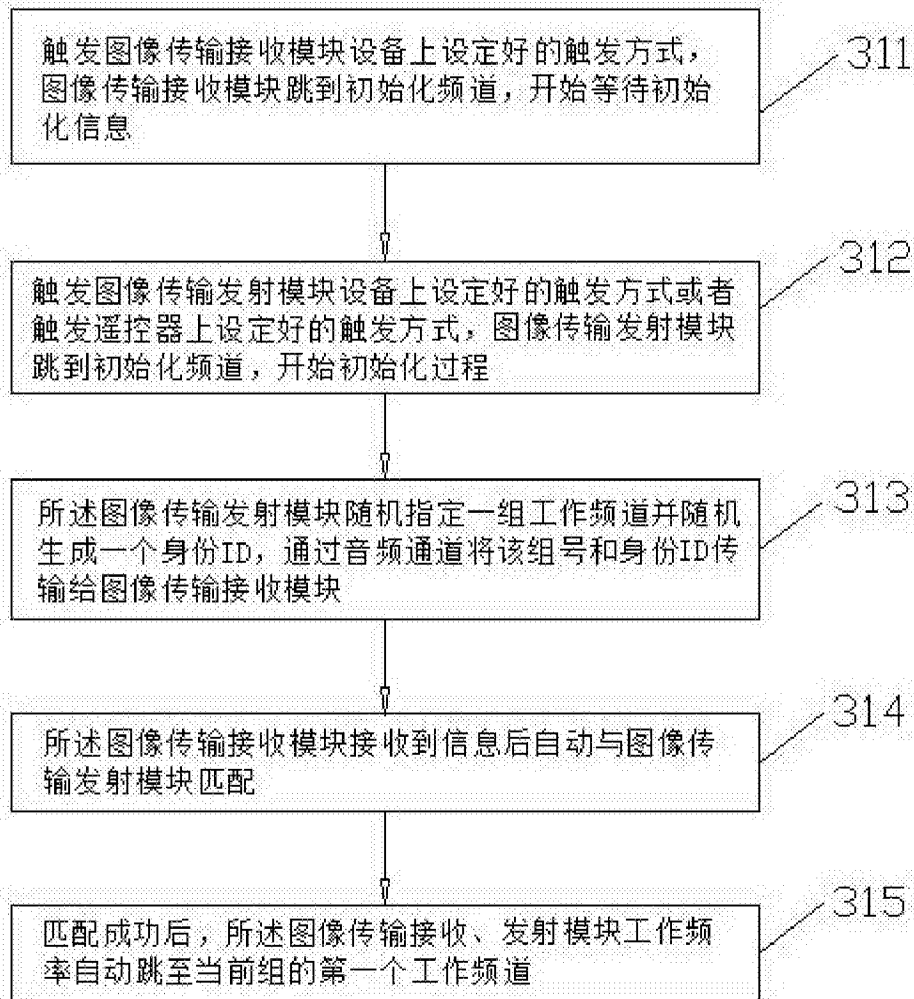 触发图像传输接收模块设备上设定好的触发方式，
图像传输接收模块跳到初始化频道，开始等待初始
化信息
311
触发图像传输发射模块设备上设定好的触发方式或者
触发遥控器上设定好的触发方式，图像传输发射模块
跳到初始化频道，开始初始化过程
312
所述图像传输发射模块随机指定一组工作频道并随机
生成一个身份ID，通过音频通道将该组号和身份ID传
输给图像传输接收模块
313
所述图像传输接收模块接收到信息后自动与图像传
输发射模块匹配
314
匹配成功后，所述图像传输接收、发射模块工作频
率自动跳至当前组的第一个工作频道
315